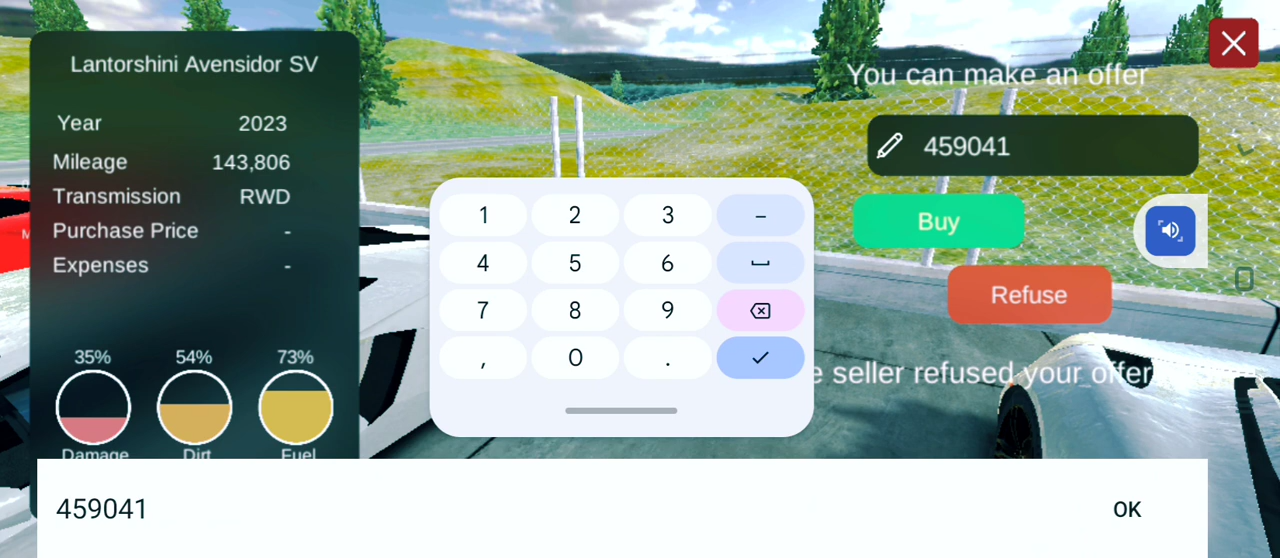 Lantorshini Avensidor SV
Year 2023
Mileage 143,806
Transmission RWD
Purchase Price -
Expenses -
35% 54% 73%
Damage Dirt Fuel
You can make an offer
459041
Buy
Refuse
e seller refused your offer
1 2 3 –
4 5 6
7 8 9
, 0 .
459041
OK